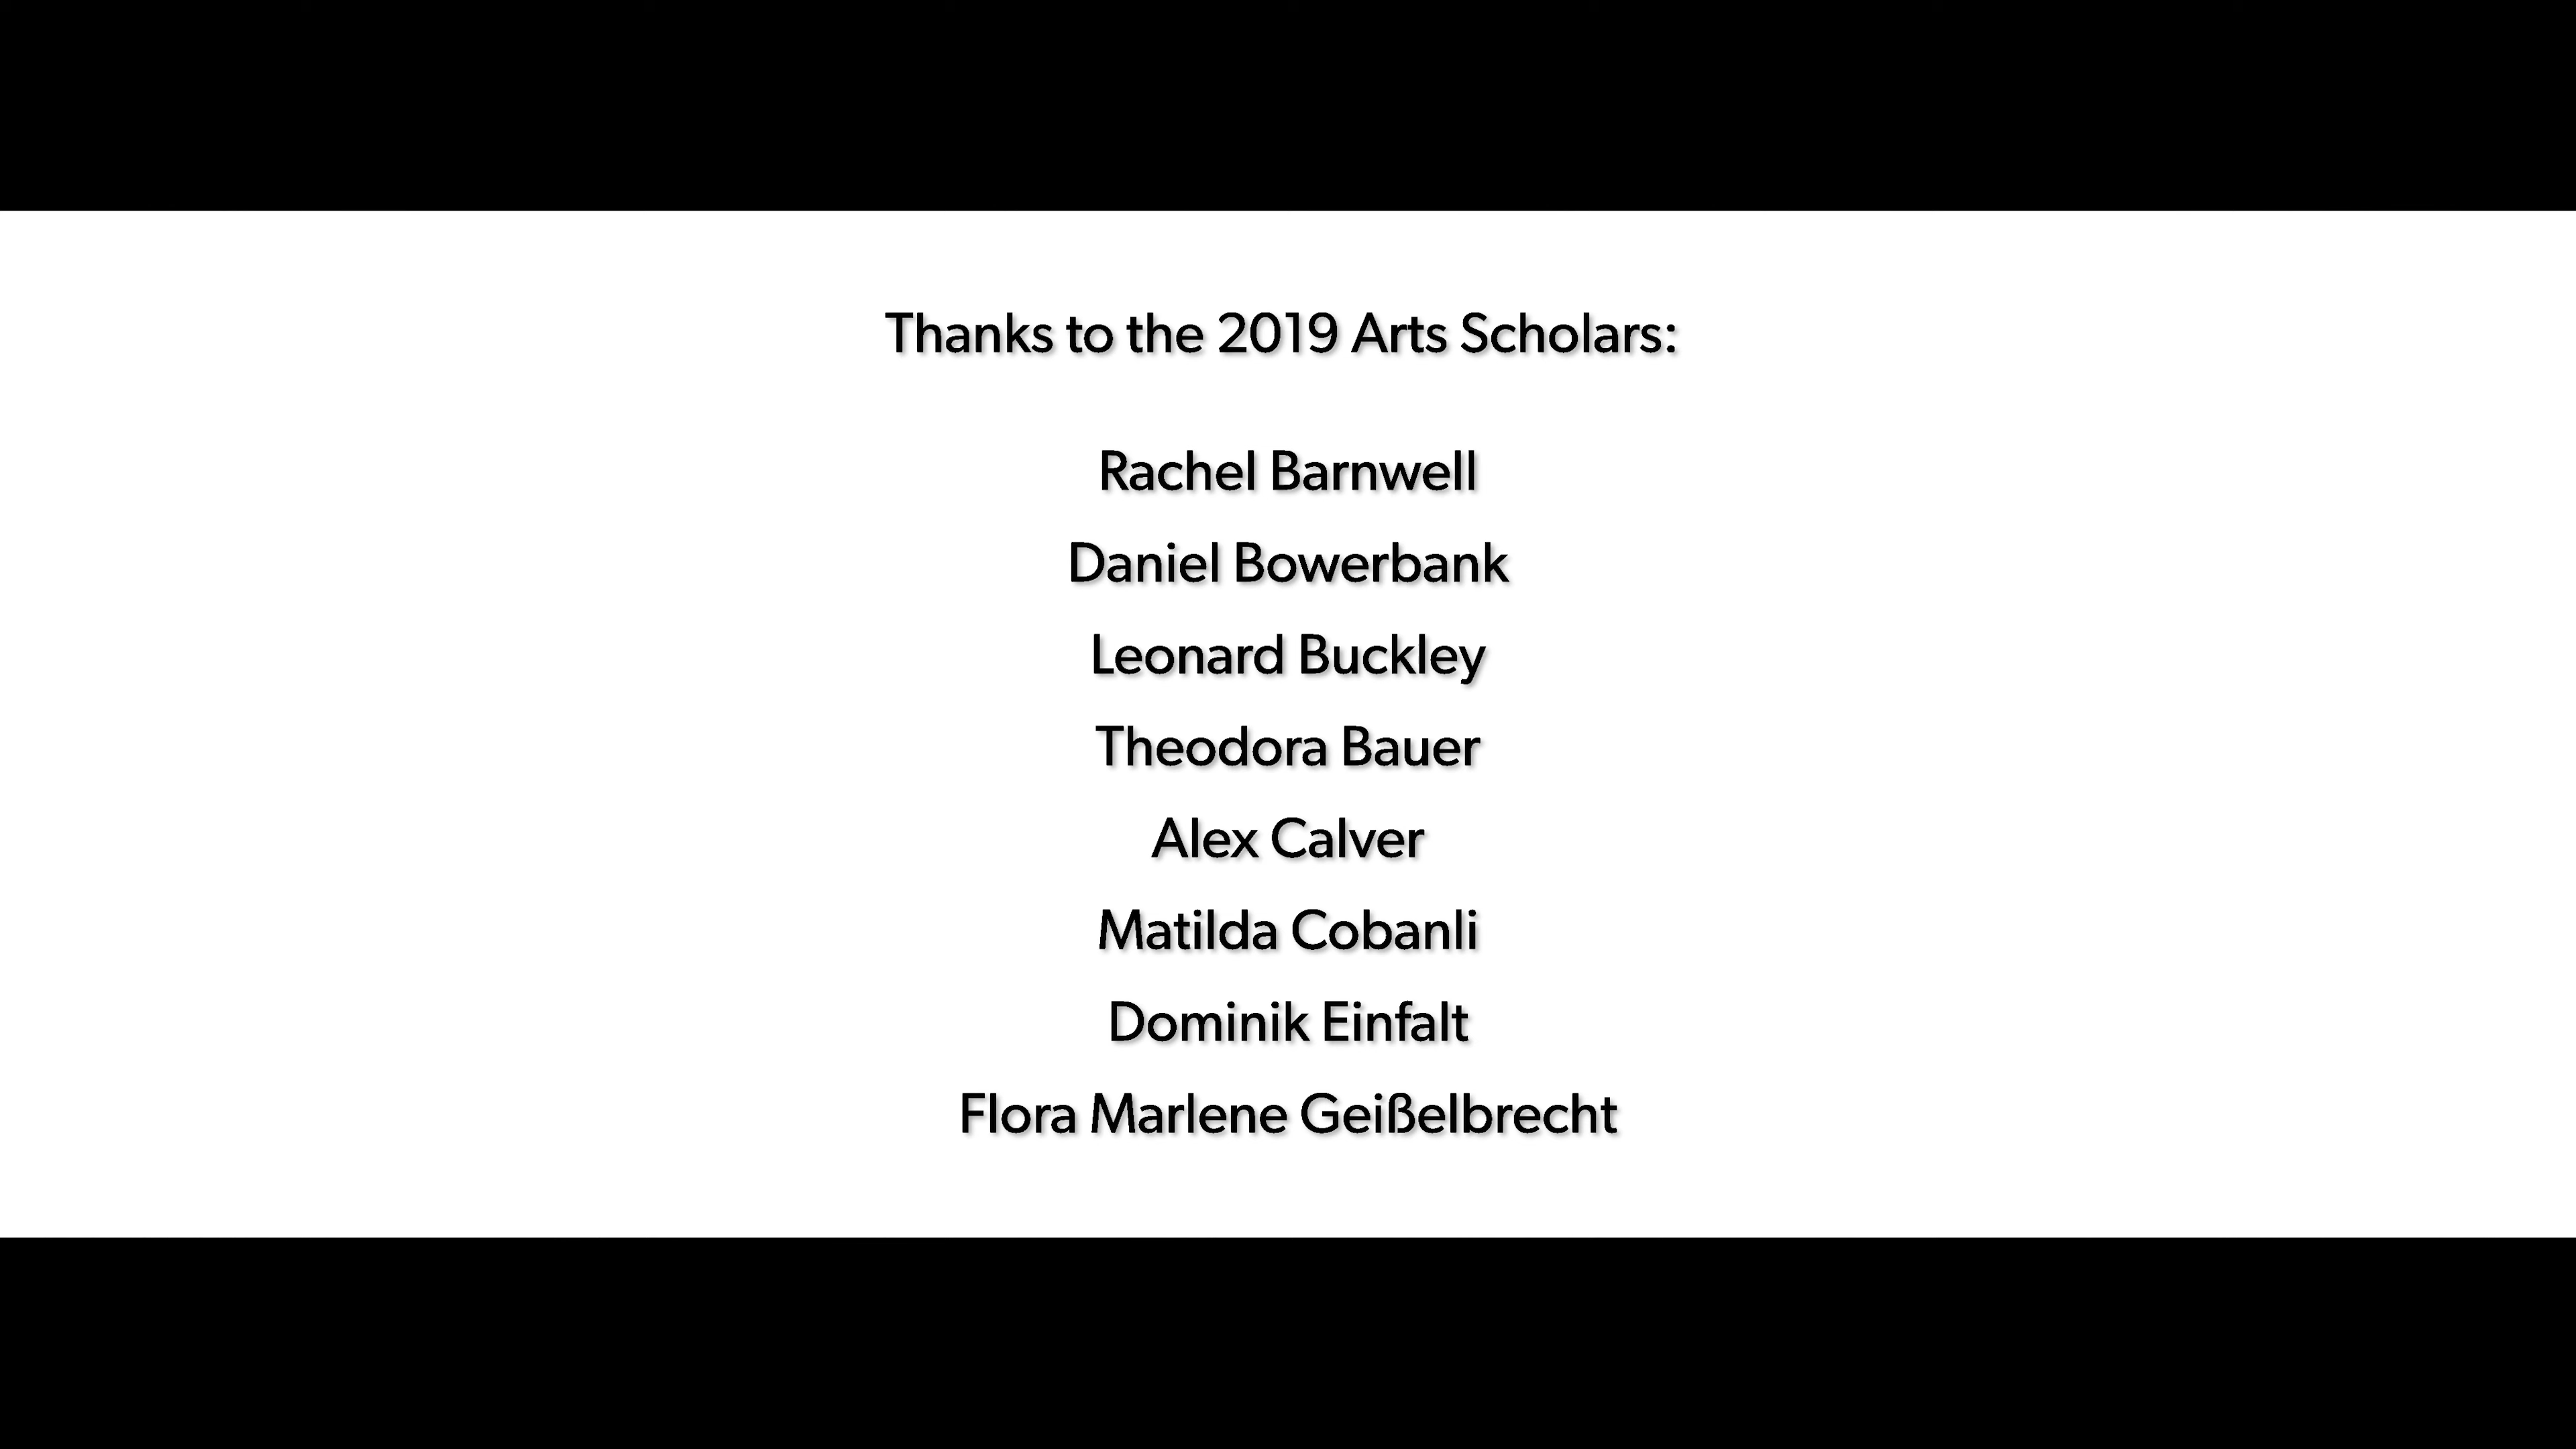 Thanks to the 2019 Arts Scholars:
Rachel Barnwell
Daniel Bowerbank
Leonard Buckley
Theodora Bauer
Alex Calver
Matilda Cobanli
Dominik Einfalt
Flora Marlene Geißelbrecht